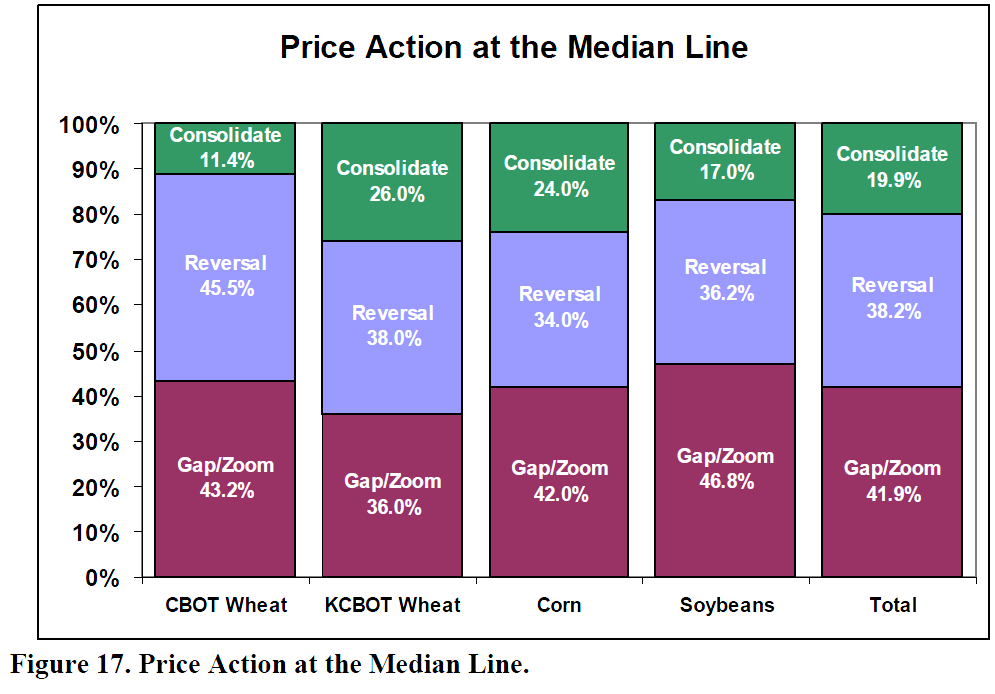 Price Action at the Median Line
100%
90%
80%
70%
60%
50%
40%
30%
20%
10%
0%
Consolidate
11.4%
Reversal
45.5%
Gap/Zoom
43.2%
Consolidate
26.0%
Reversal
38.0%
Gap/Zoom
36.0%
Consolidate
24.0%
Reversal
34.0%
Gap/Zoom
42.0%
Consolidate
17.0%
Reversal
36.2%
Gap/Zoom
46.8%
Consolidate
19.9%
Reversal
38.2%
Gap/Zoom
41.9%
CBOT Wheat
KCBOT Wheat
Corn
Soybeans
Total
Figure 17. Price Action at the Median Line.